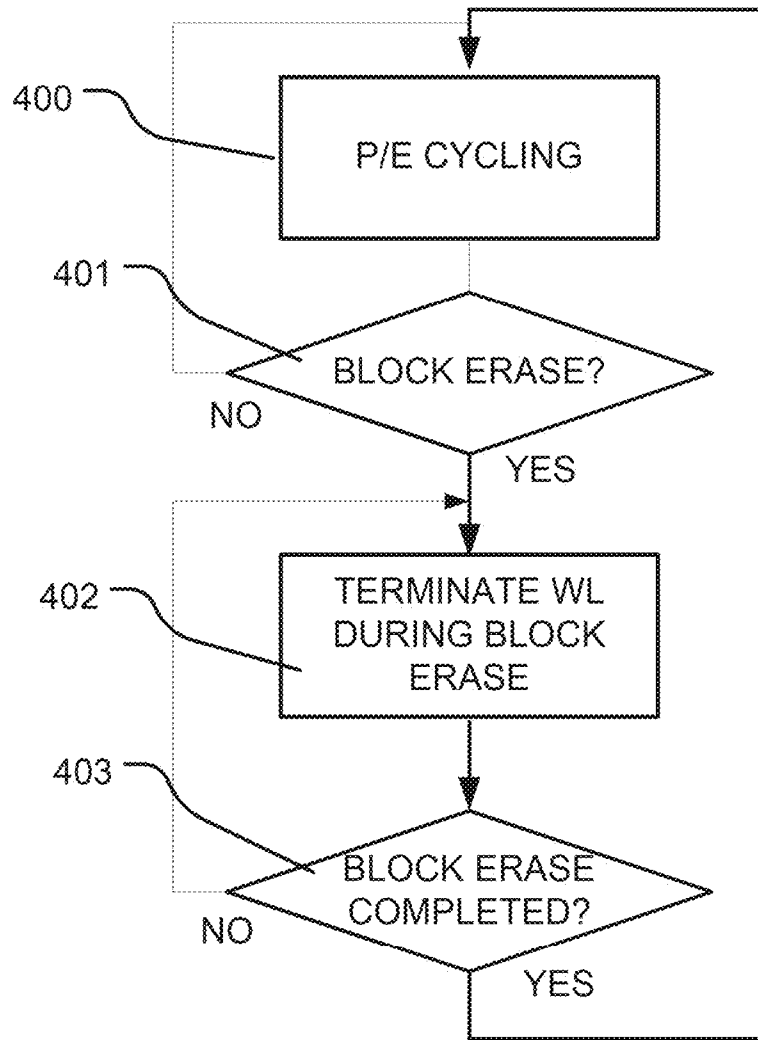 400
P/E CYCLING
401
BLOCK ERASE?
NO
YES
402
TERMINATE WL
DURING BLOCK
ERASE
403
BLOCK ERASE
COMPLETED?
NO
YES